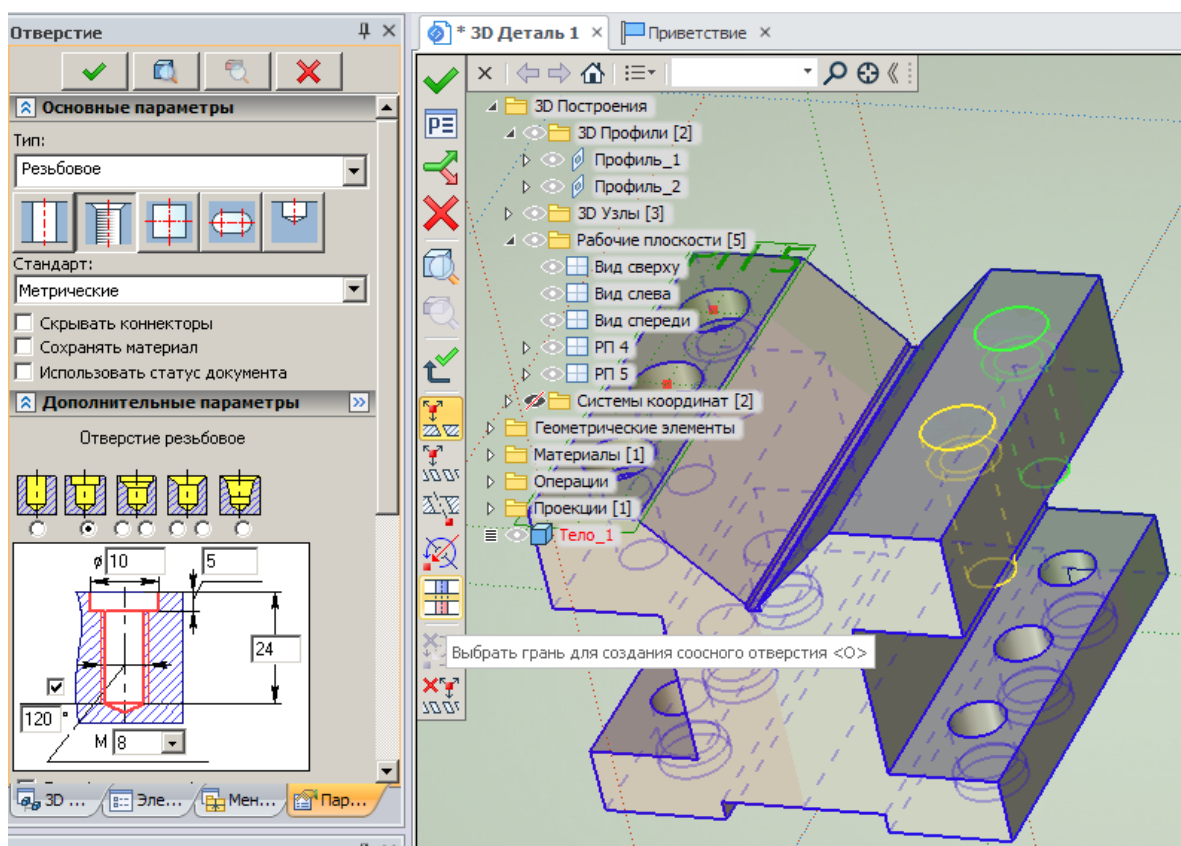 Отверстие
Основные параметры
Тип:
Резьбовое
Стандарт:
Метрические
Скрывать коннекторы
Сохранять материал
Использовать статус документа
Дополнительные параметры
Отверстие резьбовое
ø 10
5
24
120 °
M 8
3D ...
Эле...
Мен...
Пар...
* 3D Деталь 1
Приветствие
3D Построения
3D Профили [2]
Профиль_1
Профиль_2
3D Узлы [3]
Рабочие плоскости [5]
Вид сверху
Вид слева
Вид спереди
РП 4
РП 5
Системы координат [2]
Геометрические элементы
Материалы [1]
Операции
Проекции [1]
Тело_1
Выбрать грань для создания соосного отверстия <O>